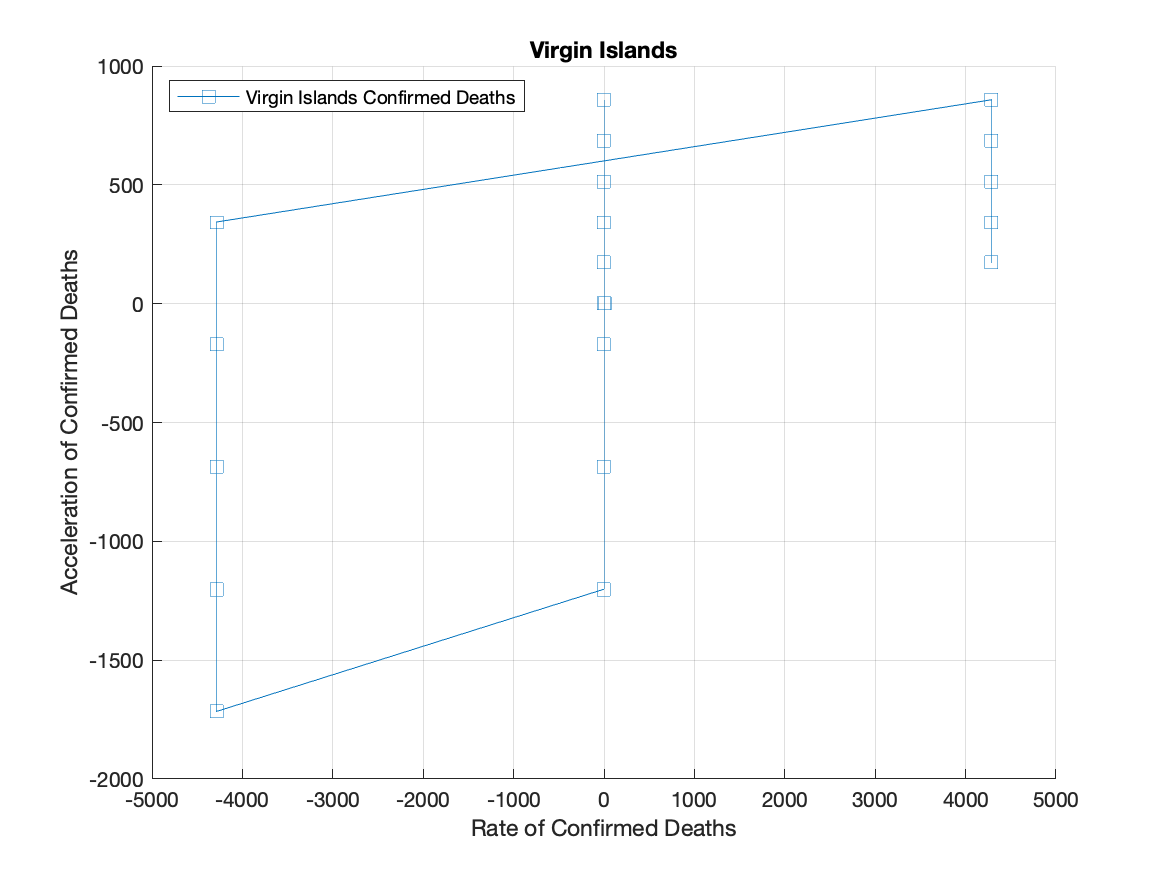 Virgin Islands
Virgin Islands Confirmed Deaths
1000
500
0
-500
-1000
-1500
-2000
Acceleration of Confirmed Deaths
-5000 -4000 -3000 -2000 -1000 0 1000 2000 3000 4000 5000
Rate of Confirmed Deaths